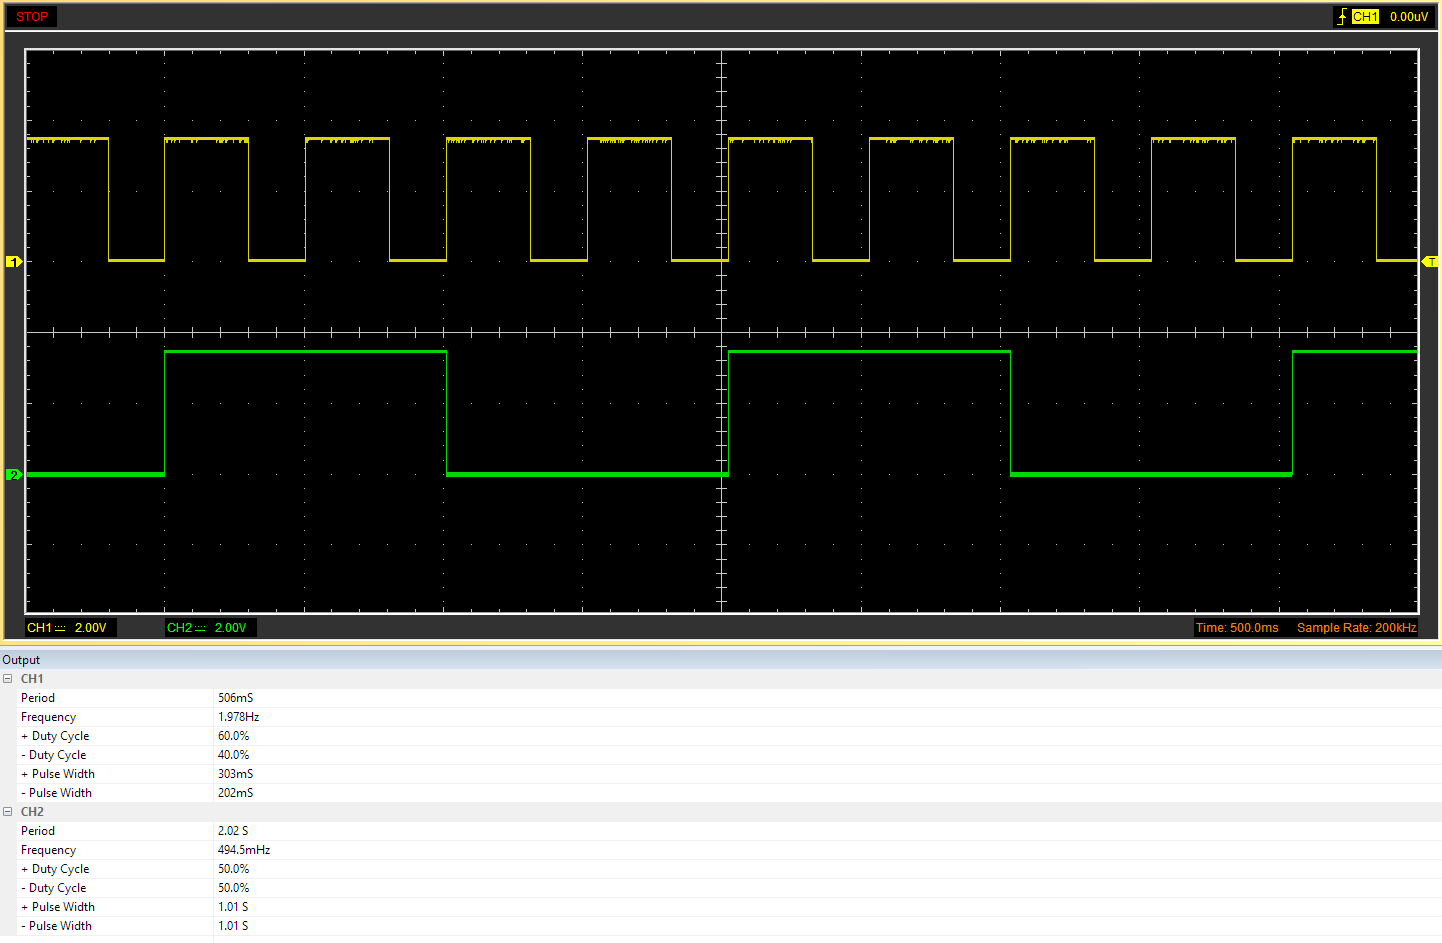 STOP
CH1 0.00uV
1
T
2
CH1 2.00V CH2 2.00V Time: 500.0ms Sample Rate: 200kHz
Output
CH1
Period 506mS
Frequency 1.978Hz
+ Duty Cycle 60.0%
- Duty Cycle 40.0%
+ Pulse Width 303mS
- Pulse Width 202mS
CH2
Period 2.02 S
Frequency 494.5mHz
+ Duty Cycle 50.0%
- Duty Cycle 50.0%
+ Pulse Width 1.01 S
- Pulse Width 1.01 S